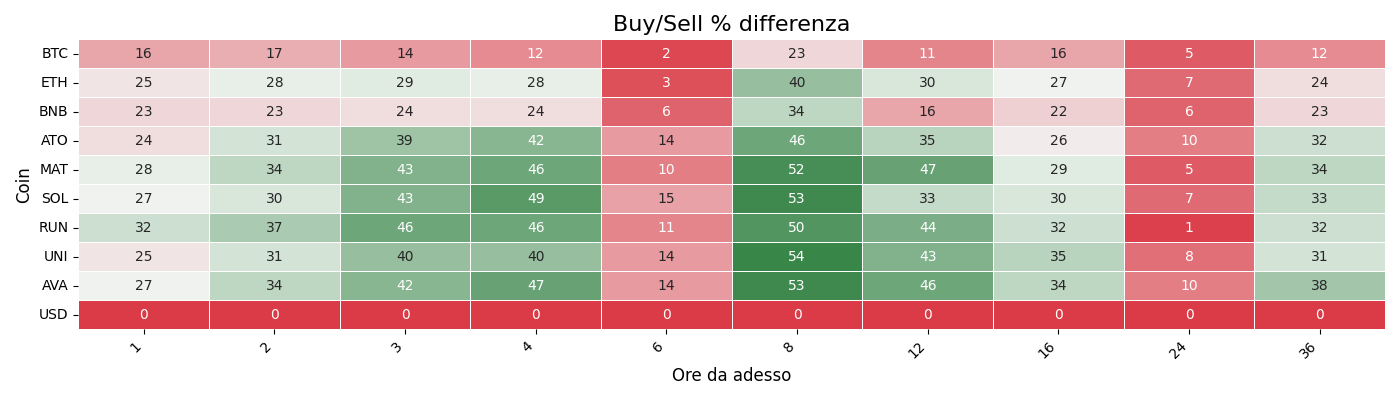 Buy/Sell % differenza
Coin
BTC 16 17 14 12 2 23 11 16 5 12
ETH 25 28 29 28 3 40 30 27 7 24
BNB 23 23 24 24 6 34 16 22 6 23
ATO 24 31 39 42 14 46 35 26 10 32
MAT 28 34 43 46 10 52 47 29 5 34
SOL 27 30 43 49 15 53 33 30 7 33
RUN 32 37 46 46 11 50 44 32 1 32
UNI 25 31 40 40 14 54 43 35 8 31
AVA 27 34 42 47 14 53 46 34 10 38
USD 0 0 0 0 0 0 0 0 0 0
1 2 3 4 6 8 12 16 24 36
Ore da adesso